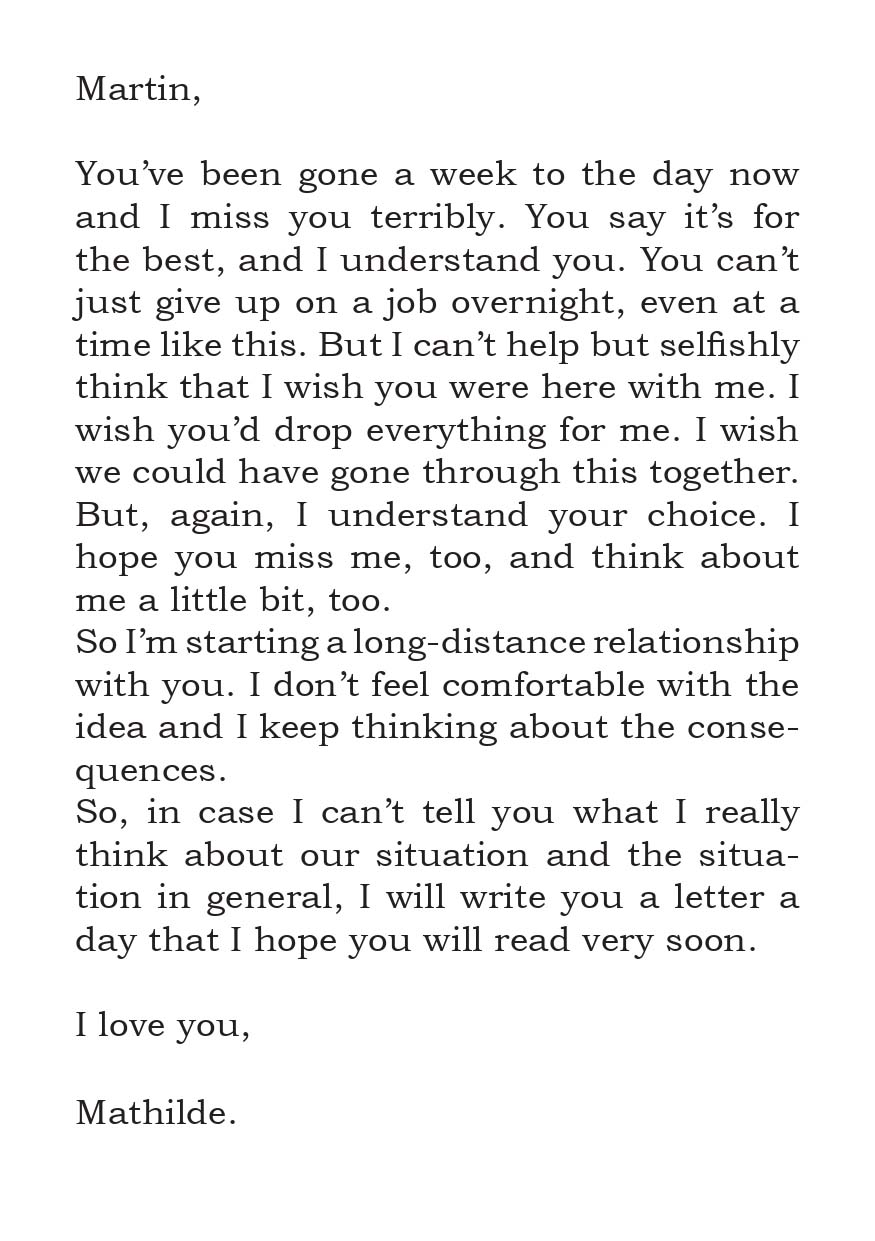 Martin,
You’ve been gone a week to the day now
and I miss you terribly. You say it’s for
the best, and I understand you. You can’t
just give up on a job overnight, even at a
time like this. But I can’t help but selfishly
think that I wish you were here with me. I
wish you’d drop everything for me. I wish
we could have gone through this together.
But, again, I understand your choice. I
hope you miss me, too, and think about
me a little bit, too.
So I’m starting a long-distance relationship
with you. I don’t feel comfortable with the
idea and I keep thinking about the conse-
quences.
So, in case I can’t tell you what I really
think about our situation and the situa-
tion in general, I will write you a letter a
day that I hope you will read very soon.
I love you,
Mathilde.